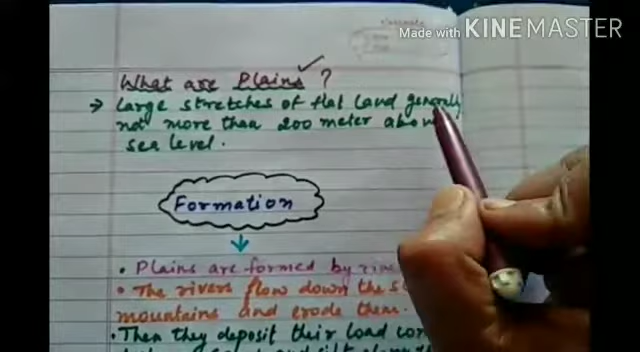 Made with KINEMASTER
What are Plains ?
→ Large stretches of flat land generally
not more than 200 meter above
sea level.
Formation
• Plains are formed by
• The rivers flow down the
mountains and erode them.
• Then they deposit their load